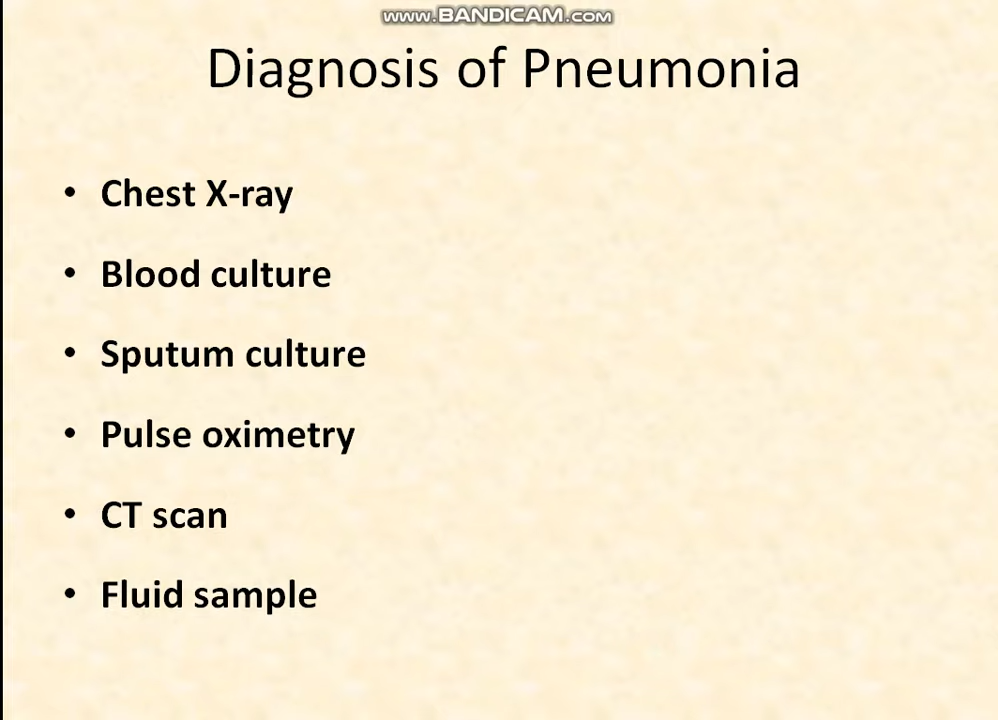 www.BANDICAM.com
Diagnosis of Pneumonia
• Chest X-ray
• Blood culture
• Sputum culture
• Pulse oximetry
• CT scan
• Fluid sample